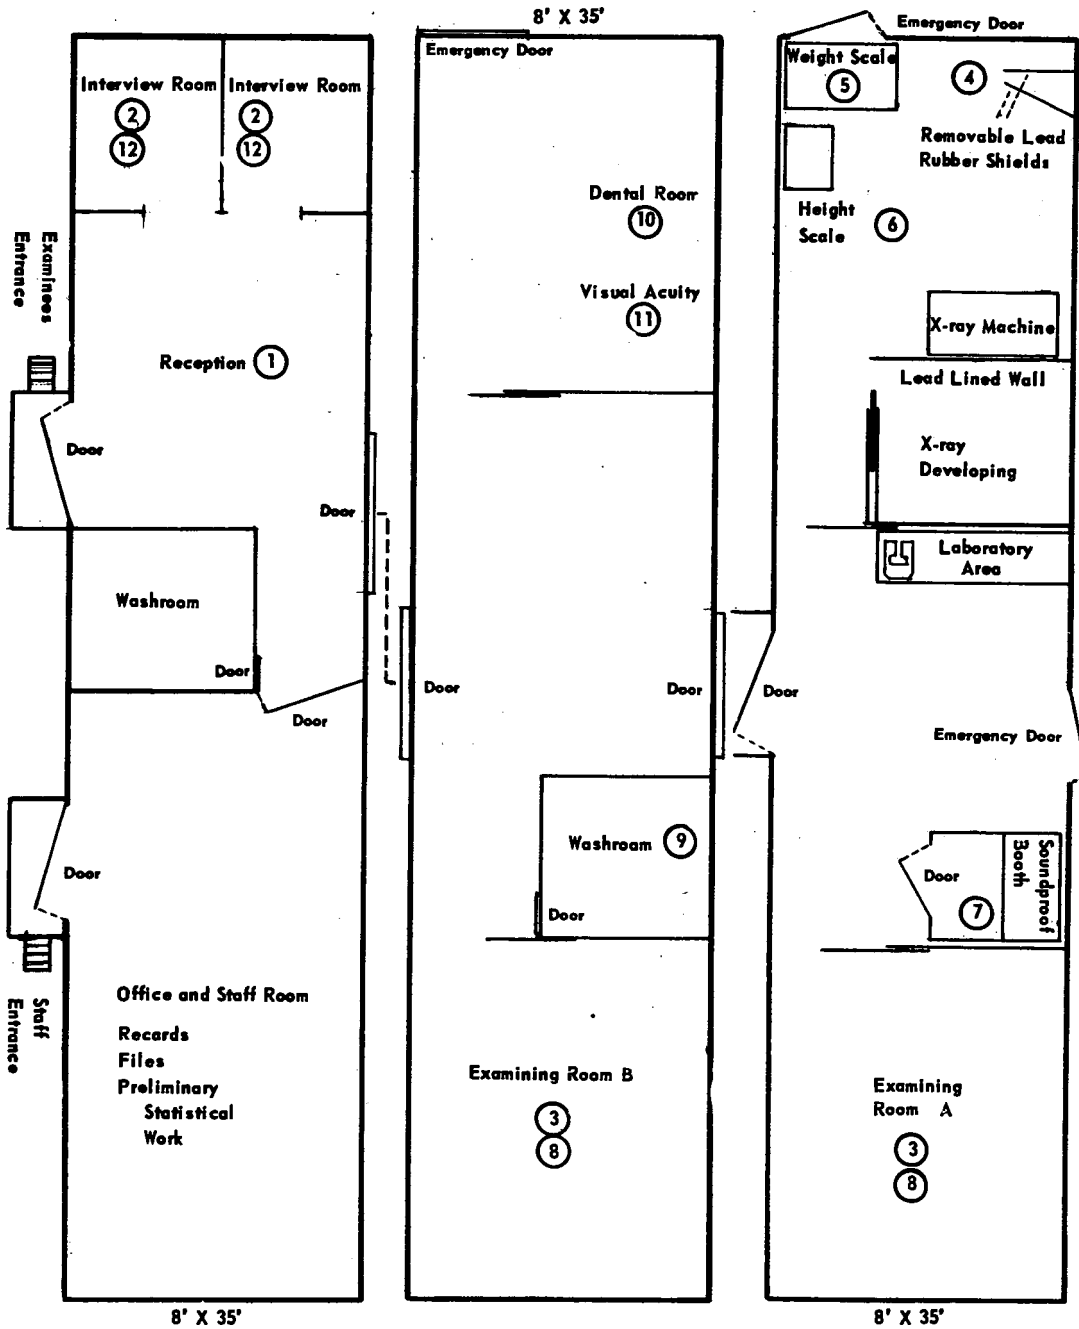 8' X 35'
Interview Room
2
12
Interview Room
2
12
Examinees
Entrance
Reception 1
Door
Door
Washroom
Door
Door
Door
Staff
Entrance
Office and Staff Room
Recards
Files
Preliminary
Statistical
Work
8' X 35'
Emergency Door
Dental Room
10
Visual Acuity
11
Door
Door
Washroam 9
Door
Examining Room B
3
8
Emergency Door
Weight Scale
5
4
Removable Lead
Rubber Shields
Height
Scale
6
X-ray Machine
Lead Lined Wall
X-ray
Developing
Laboratory
Area
Door
Emergency Door
Door
7
Soundproof
Booth
Examining
Room A
3
8
8' X 35'